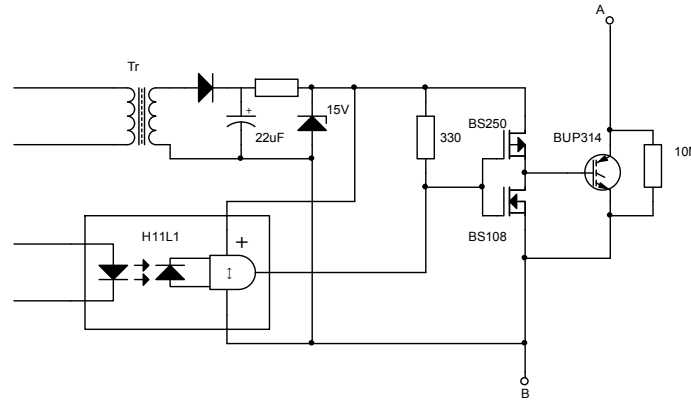 A
Tr
15V
BS250
+
22uF
330
BUP314
H11L1
+
BS108
B